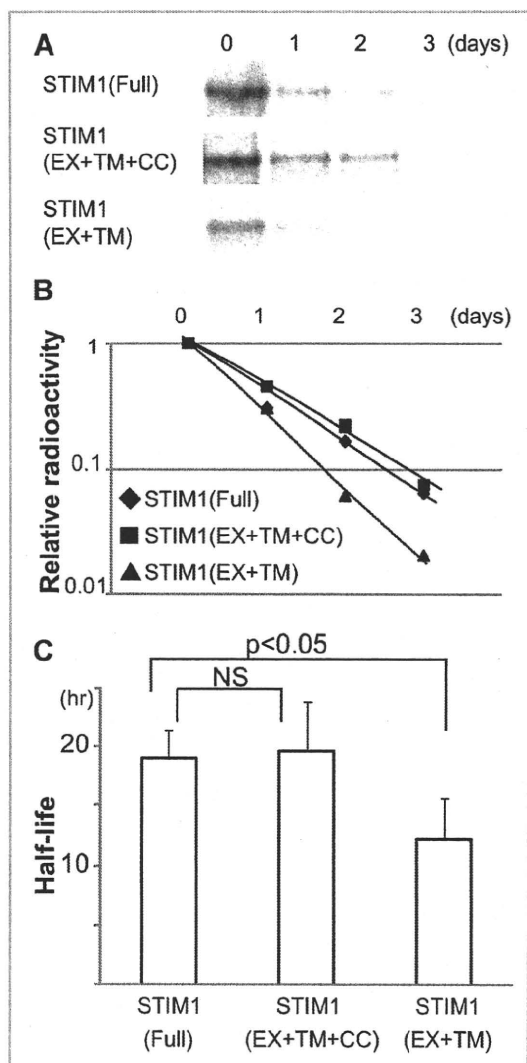 A 0 1 2 3 (days)
STIM1(Full)
STIM1
(EX+TM+CC)
STIM1
(EX+TM)
B
0 1 2 3 (days)
Relative radioactivity
1
0.1
0.01
STIM1(Full)
STIM1(EX+TM+CC)
STIM1(EX+TM)
C
p<0.05
NS
(hr)
20
10
Half-life
STIM1 STIM1 STIM1
(Full) (EX+TM+CC) (EX+TM)